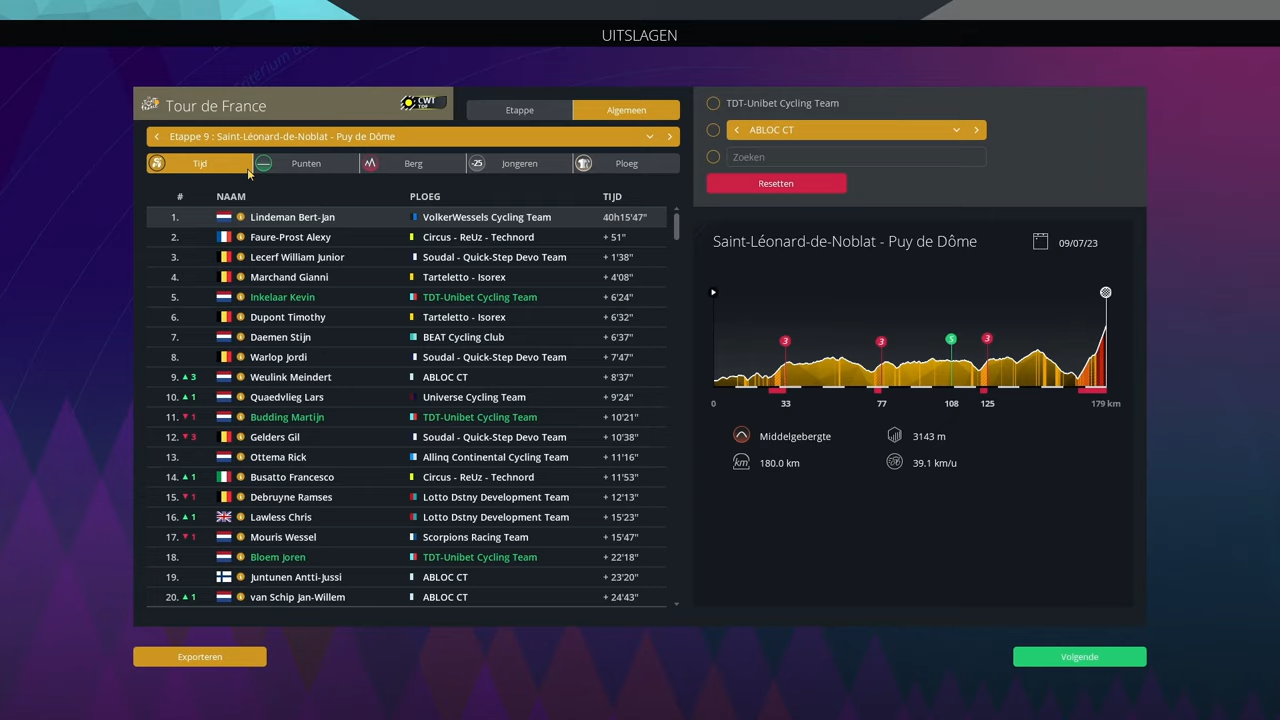 UITSLAGEN
Tour de France
CWT
TDF
Etappe
Algemeen
Etappe 9 : Saint-Léonard-de-Noblat - Puy de Dôme
Tijd
Punten
Berg
-25
Jongeren
Ploeg
# NAAM PLOEG TIJD
1. Lindeman Bert-Jan VolkerWessels Cycling Team 40h15'47"
2. Faure-Prost Alexy Circus - ReUz - Technord + 51"
3. Lecerf William Junior Soudal - Quick-Step Devo Team + 1'38"
4. Marchand Gianni Tarteletto - Isorex + 4'08"
5. Inkelaar Kevin TDT-Unibet Cycling Team + 6'24"
6. Dupont Timothy Tarteletto - Isorex + 6'32"
7. Daemen Stijn BEAT Cycling Club + 6'37"
8. Warlop Jordi Soudal - Quick-Step Devo Team + 7'47"
9. ▲ 3 Weulink Meindert ABLOC CT + 8'37"
10. ▲ 1 Quaedvlieg Lars Universe Cycling Team + 9'24"
11. ▼ 1 Budding Martijn TDT-Unibet Cycling Team + 10'21"
12. ▼ 3 Gelders Gil Soudal - Quick-Step Devo Team + 10'38"
13. Ottema Rick Allinq Continental Cycling Team + 11'16"
14. ▲ 1 Busatto Francesco Circus - ReUz - Technord + 11'53"
15. ▼ 1 Debruyne Ramses Lotto Dstny Development Team + 12'13"
16. ▲ 1 Lawless Chris Lotto Dstny Development Team + 15'23"
17. ▼ 1 Mouris Wessel Scorpions Racing Team + 15'47"
18. Bloem Joren TDT-Unibet Cycling Team + 22'18"
19. Juntunen Antti-Jussi ABLOC CT + 23'20"
20. ▲ 1 van Schip Jan-Willem ABLOC CT + 24'43"
Exporteren
TDT-Unibet Cycling Team
ABLOC CT
Zoeken
Resetten
Saint-Léonard-de-Noblat - Puy de Dôme
09/07/23
3 3 S 3
0 33 77 108 125 179 km
Middelgebergte
3143 m
km
180.0 km
39.1 km/u
Volgende